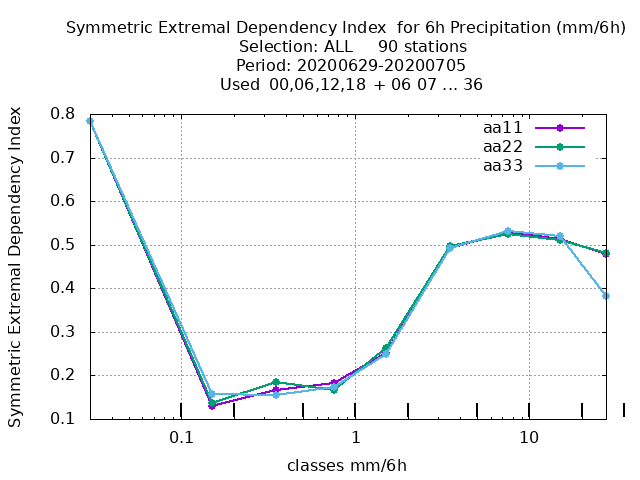 Symmetric Extremal Dependency Index  for 6h Precipitation (mm/6h)
Selection: ALL     90 stations
Period: 20200629-20200705
Used  00,06,12,18  + 06 07 ... 36
Symmetric Extremal Dependency Index
0.8
0.7
0.6
0.5
0.4
0.3
0.2
0.1
aa11
aa22
aa33
0.1
1
10
classes mm/6h